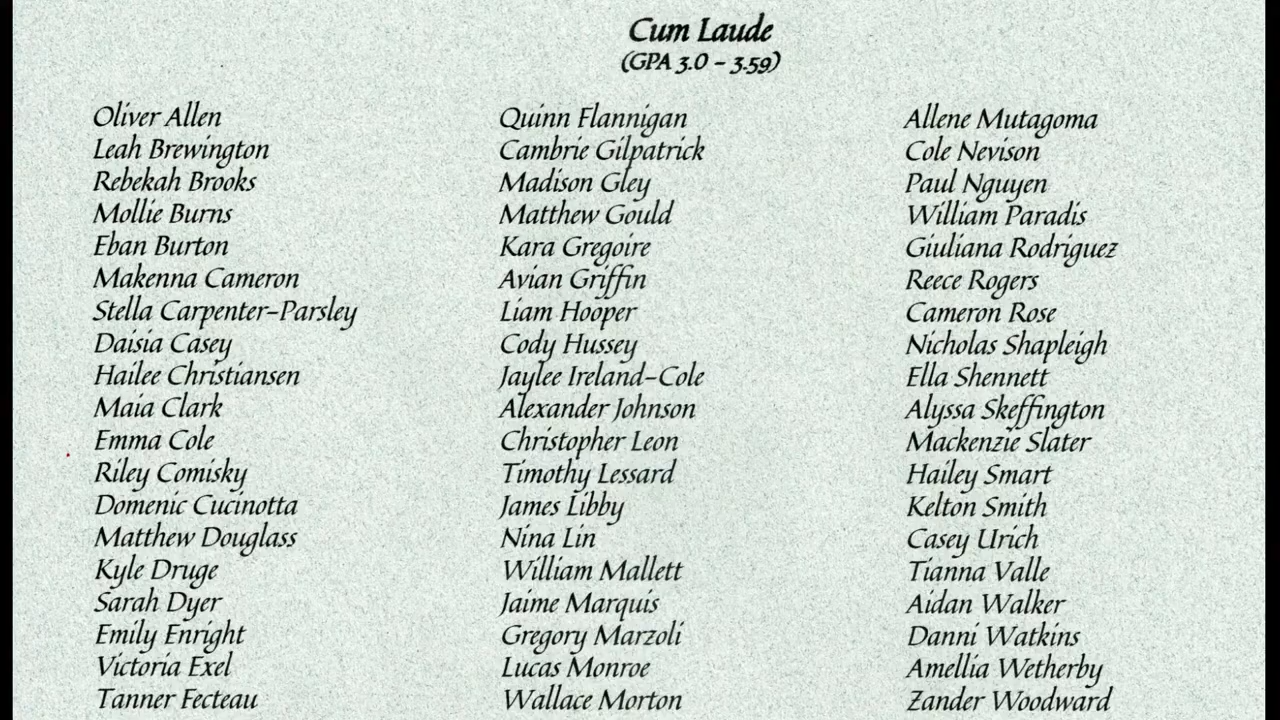 Cum Laude
(GPA 3.0 – 3.59)
Oliver Allen
Leah Brewington
Rebekah Brooks
Mollie Burns
Eban Burton
Makenna Cameron
Stella Carpenter–Parsley
Daisia Casey
Hailee Christiansen
Maia Clark
Emma Cole
Riley Comisky
Domenic Cucinotta
Matthew Douglass
Kyle Druge
Sarah Dyer
Emily Enright
Victoria Exel
Tanner Fecteau
Quinn Flannigan
Cambrie Gilpatrick
Madison Gley
Matthew Gould
Kara Gregoire
Avian Griffin
Liam Hooper
Cody Hussey
Jaylee Ireland–Cole
Alexander Johnson
Christopher Leon
Timothy Lessard
James Libby
Nina Lin
William Mallett
Jaime Marquis
Gregory Marzoli
Lucas Monroe
Wallace Morton
Allene Mutagoma
Cole Nevison
Paul Nguyen
William Paradis
Giuliana Rodriguez
Reece Rogers
Cameron Rose
Nicholas Shapleigh
Ella Shennett
Alyssa Skeffington
Mackenzie Slater
Hailey Smart
Kelton Smith
Casey Urich
Tianna Valle
Aidan Walker
Danni Watkins
Amellia Wetherby
Zander Woodward